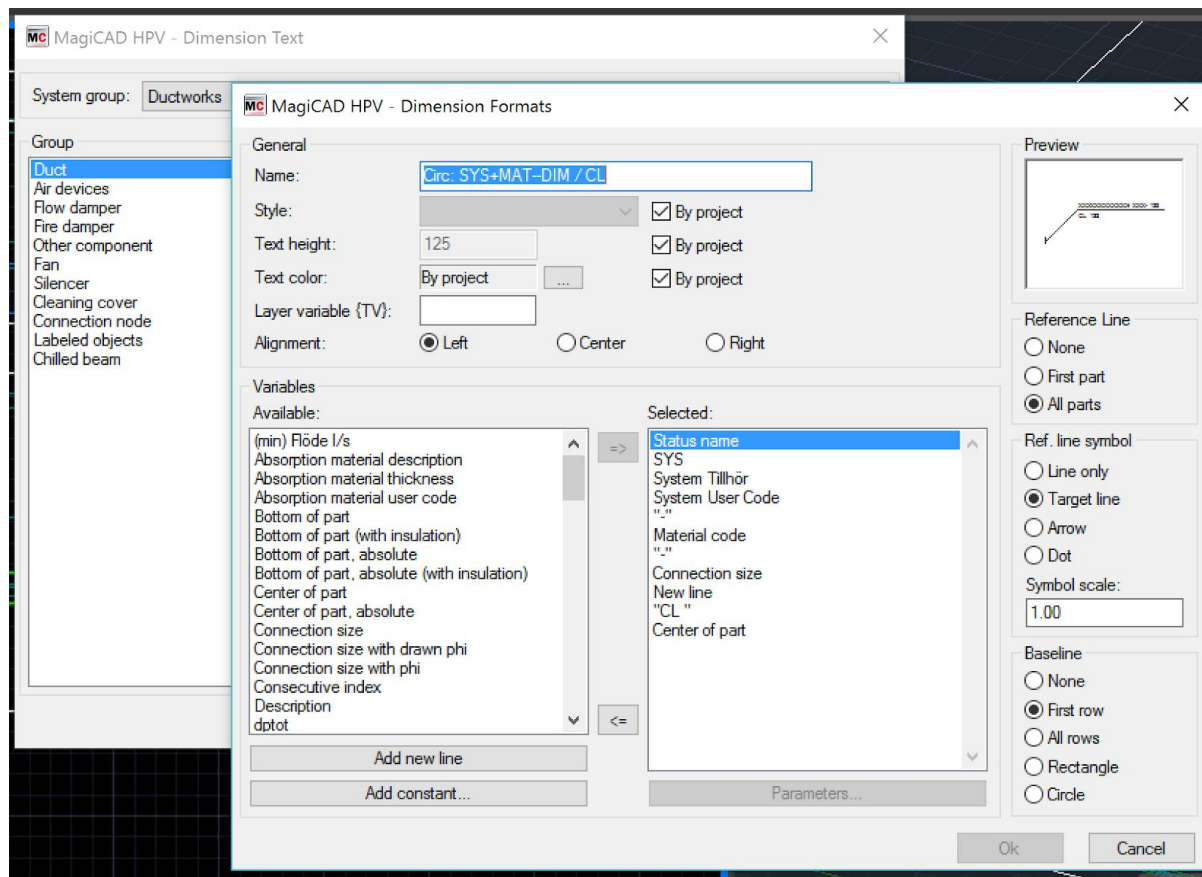 MC MagiCAD HPV - Dimension Text
System group: Ductworks
Group
Duct
Air devices
Flow damper
Fire damper
Other component
Fan
Silencer
Cleaning cover
Connection node
Labeled objects
Chilled beam
MC MagiCAD HPV - Dimension Formats
General
Name: Circ: SYS+MAT--DIM / CL
Style: By project
Text height: 125 By project
Text color: By project ... By project
Layer variable {TV}:
Alignment: Left Center Right
Variables
Available:
(min) Flöde l/s
Absorption material description
Absorption material thickness
Absorption material user code
Bottom of part
Bottom of part (with insulation)
Bottom of part, absolute
Bottom of part, absolute (with insulation)
Center of part
Center of part, absolute
Connection size
Connection size with drawn phi
Connection size with phi
Consecutive index
Description
dptot
=>
<=
Selected:
Status name
SYS
System Tillhör
System User Code
"-"
Material code
"-"
Connection size
New line
"CL "
Center of part
Add new line
Add constant...
Parameters...
Preview
Reference Line
None
First part
All parts
Ref. line symbol
Line only
Target line
Arrow
Dot
Symbol scale:
1.00
Baseline
None
First row
All rows
Rectangle
Circle
Ok Cancel